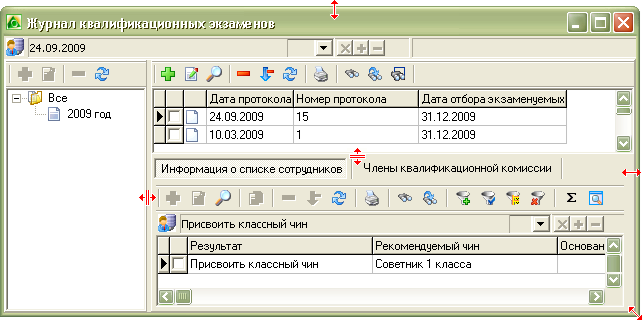 Журнал квалификационных экзаменов
24.09.2009
Все
2009 год
Дата протокола Номер протокола Дата отбора экзаменуемых
24.09.2009 15 31.12.2009
10.03.2009 1 31.12.2009
Информация о списке сотрудников Члены квалификационной комиссии
Присвоить классный чин
Результат Рекомендуемый чин Основан
Присвоить классный чин Советник 1 класса